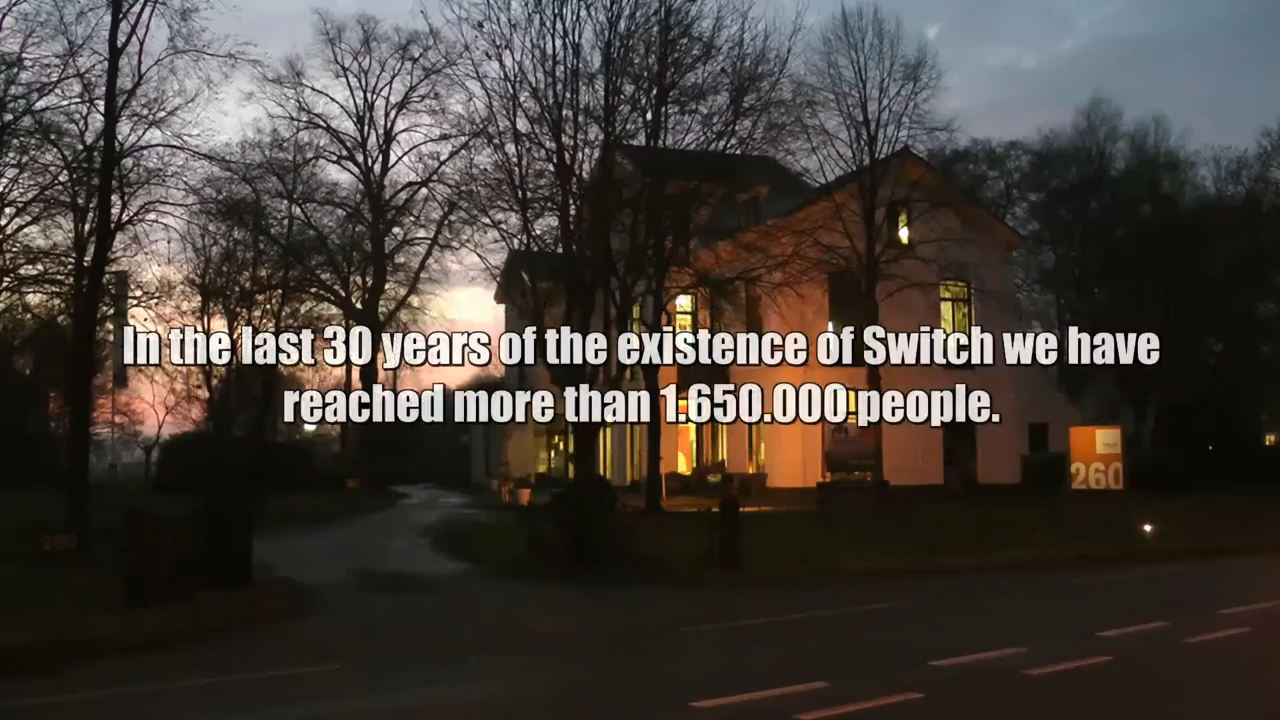 In the last 30 years of the existence of Switch we have
reached more than 1.650.000 people.
260